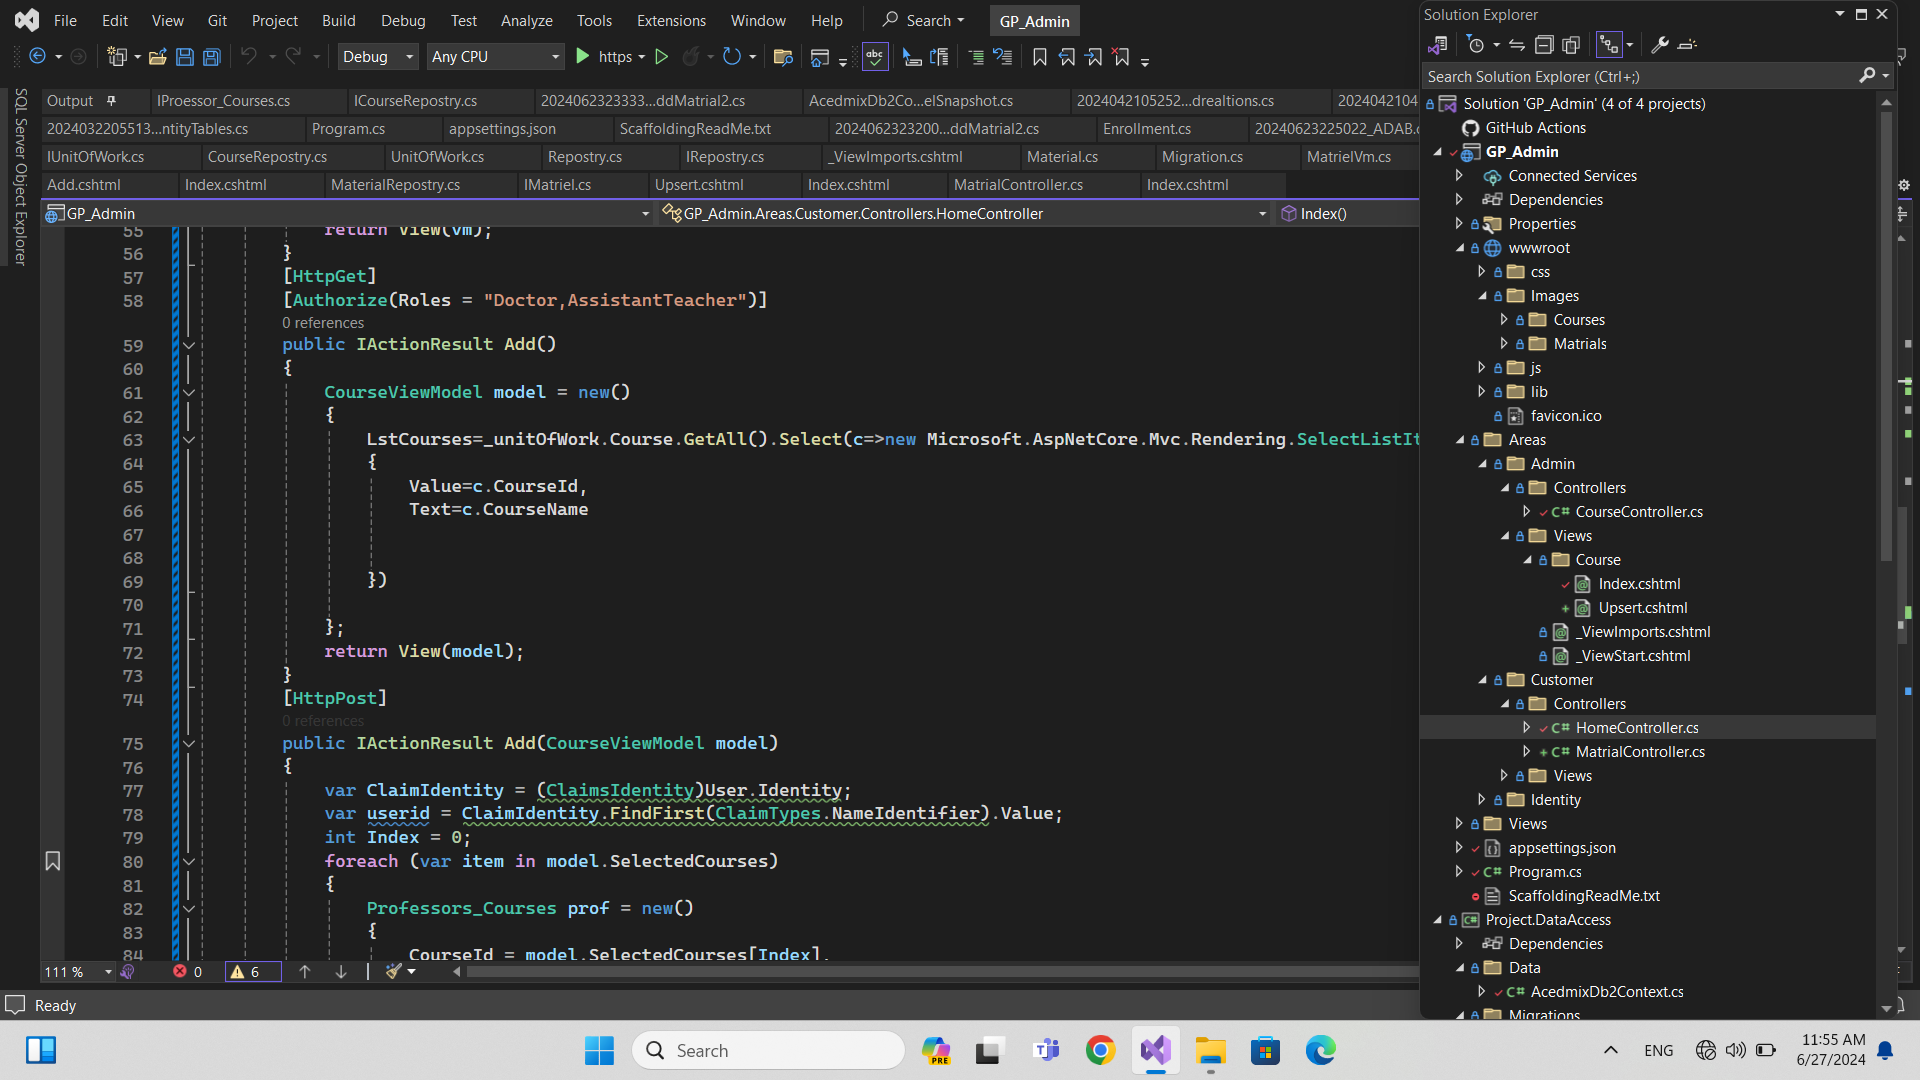 File Edit View Git Project Build Debug Test Analyze Tools Extensions Window Help Search GP_Admin
Debug Any CPU https
SQL Server Object Explorer
Output IProessor_Courses.cs ICourseRepostry.cs 2024062323333...ddMatrial2.cs AcedmixDb2Co...elSnapshot.cs 2024042105252...drealtions.cs 2024042104
2024032205513...ntityTables.cs Program.cs appsettings.json ScaffoldingReadMe.txt 2024062323200...ddMatrial2.cs Enrollment.cs 20240623225022_ADAB.
IUnitOfWork.cs CourseRepostry.cs UnitOfWork.cs Repostry.cs IRepostry.cs _ViewImports.cshtml Material.cs Migration.cs MatrielVm.cs
Add.cshtml Index.cshtml MaterialRepostry.cs IMatriel.cs Upsert.cshtml Index.cshtml MatrialController.cs Index.cshtml
GP_Admin GP_Admin.Areas.Customer.Controllers.HomeController Index()
55 return View(vm);
56 }
57 [HttpGet]
58 [Authorize(Roles = "Doctor,AssistantTeacher")]
0 references
59 public IActionResult Add()
60 {
61 CourseViewModel model = new()
62 {
63 LstCourses=_unitOfWork.Course.GetAll().Select(c=>new Microsoft.AspNetCore.Mvc.Rendering.SelectListIt
64 {
65 Value=c.CourseId,
66 Text=c.CourseName
67
68
69 })
70
71 };
72 return View(model);
73 }
74 [HttpPost]
0 references
75 public IActionResult Add(CourseViewModel model)
76 {
77 var ClaimIdentity = (ClaimsIdentity)User.Identity;
78 var userid = ClaimIdentity.FindFirst(ClaimTypes.NameIdentifier).Value;
79 int Index = 0;
80 foreach (var item in model.SelectedCourses)
81 {
82 Professors_Courses prof = new()
83 {
84 CourseId = model.SelectedCourses[Index],
111 % 0 6
Ready
Solution Explorer
Search Solution Explorer (Ctrl+;)
Solution 'GP_Admin' (4 of 4 projects)
GitHub Actions
GP_Admin
Connected Services
Dependencies
Properties
wwwroot
css
Images
Courses
Matrials
js
lib
favicon.ico
Areas
Admin
Controllers
C# CourseController.cs
Views
Course
Index.cshtml
Upsert.cshtml
_ViewImports.cshtml
_ViewStart.cshtml
Customer
Controllers
C# HomeController.cs
C# MatrialController.cs
Views
Identity
Views
appsettings.json
C# Program.cs
ScaffoldingReadMe.txt
C# Project.DataAccess
Dependencies
Data
C# AcedmixDb2Context.cs
Migrations
Search PRE ENG 11:55 AM
6/27/2024